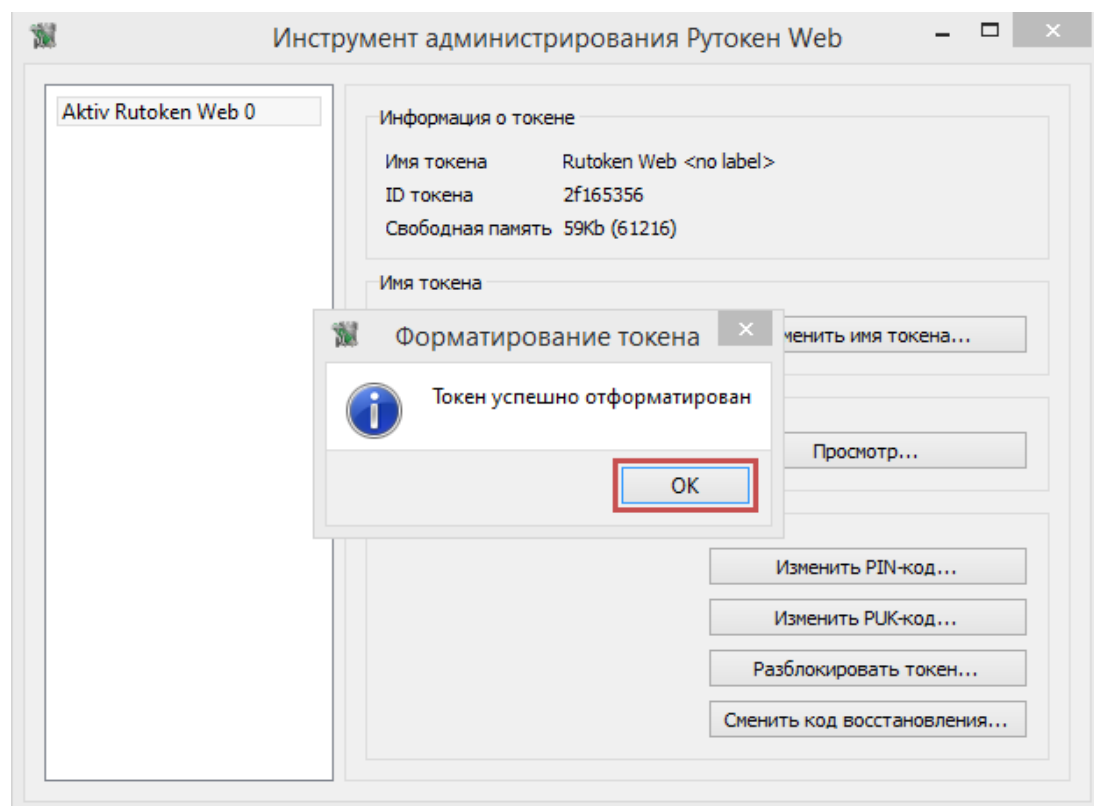 Инструмент администрирования Рутокен Web
Aktiv Rutoken Web 0
Информация о токене
Имя токена Rutoken Web <no label>
ID токена 2f165356
Свободная память 59Kb (61216)
Имя токена
менить имя токена...
Форматирование токена
Токен успешно отформатирован
OK
Просмотр...
Изменить PIN-код...
Изменить PUK-код...
Разблокировать токен...
Сменить код восстановления...